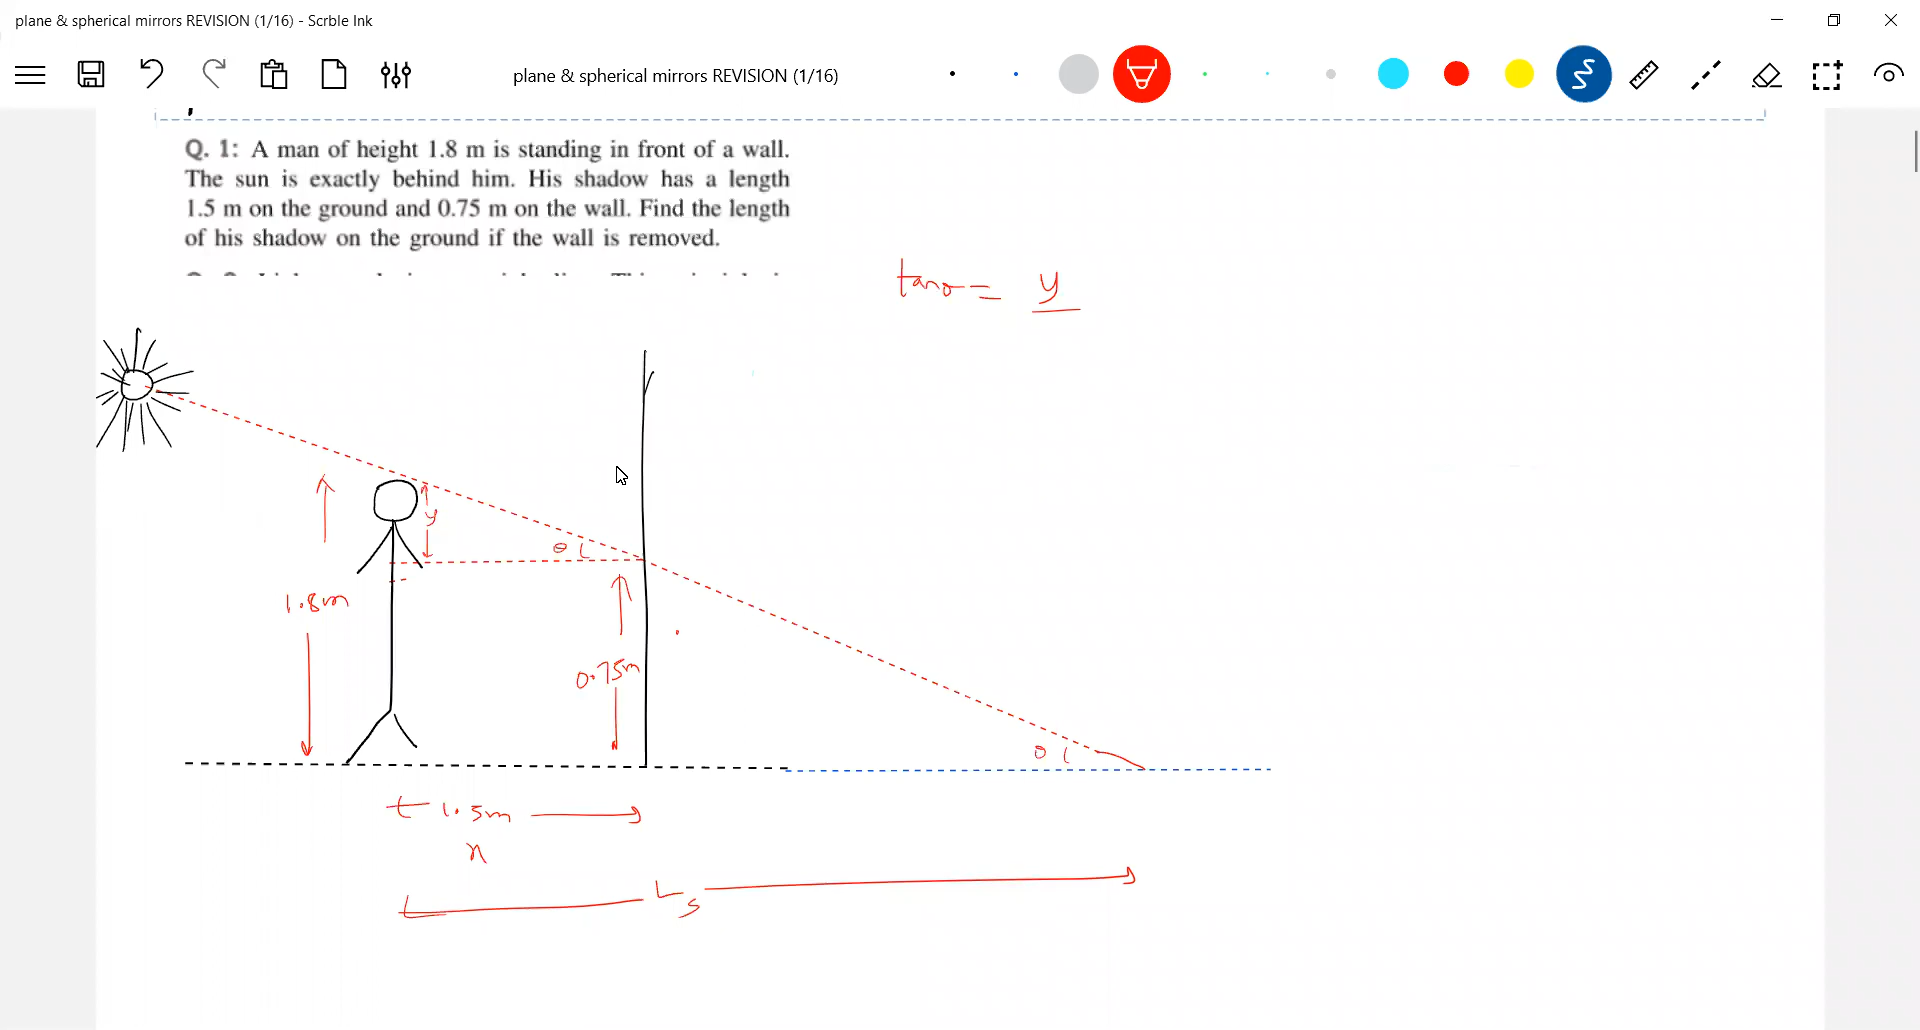 plane & spherical mirrors REVISION (1/16) - Scrble Ink
plane & spherical mirrors REVISION (1/16)
Q. 1: A man of height 1.8 m is standing in front of a wall.
The sun is exactly behind him. His shadow has a length
1.5 m on the ground and 0.75 m on the wall. Find the length
of his shadow on the ground if the wall is removed.
tanθ = y
y
θ
1.8m
0.75m
θ
1.5m
x
Ls